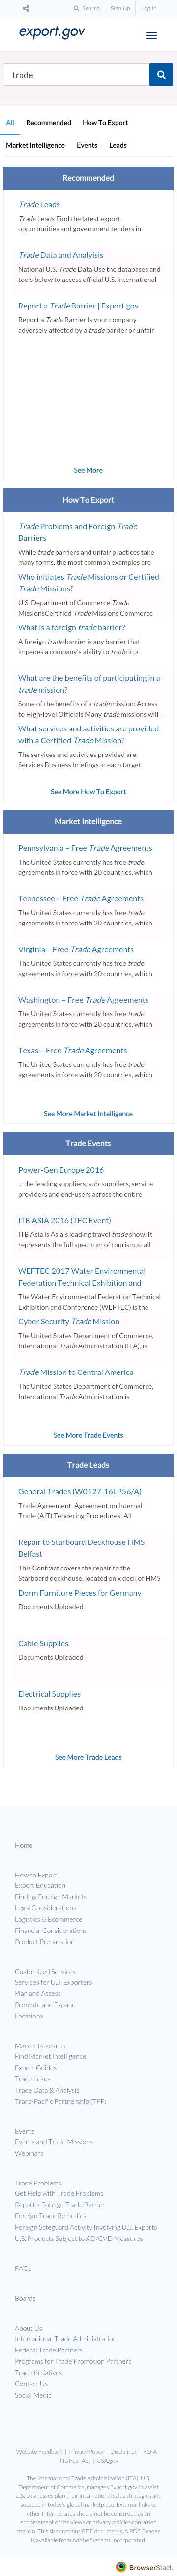 Search
Sign Up
Log In
export.gov
trade
All
Recommended
How To Export
Market Intelligence
Events
Leads
Recommended
Trade Leads
Trade Leads Find the latest export
opportunities and government tenders in
Trade Data and Analyisis
National U.S. Trade Data Use the databases and
tools below to access official U.S. international
Report a Trade Barrier | Export.gov
Report a Trade Barrier Is your company
adversely affected by a trade barrier or unfair
See More
How To Export
Trade Problems and Foreign Trade
Barriers
While trade barriers and unfair practices take
many forms, the most common examples are
Who initiates Trade Missions or Certified
Trade Missions?
U.S. Department of Commerce Trade
MissionsCertified Trade Missions Commerce
What is a foreign trade barrier?
A foreign trade barrier is any barrier that
impedes a company's ability to trade in a
What are the benefits of participating in a
trade mission?
Some of the benefits of a trade mission: Access
to High-level Officials Many trade missions will
What services and activities are provided
with a Certified Trade Mission?
The services and activities provided are:
Services Business briefings in each target
See More How To Export
Market Intelligence
Pennsylvania – Free Trade Agreements
The United States currently has free trade
agreements in force with 20 countries, which
Tennessee – Free Trade Agreements
The United States currently has free trade
agreements in force with 20 countries, which
Virginia – Free Trade Agreements
The United States currently has free trade
agreements in force with 20 countries, which
Washington – Free Trade Agreements
The United States currently has free trade
agreements in force with 20 countries, which
Texas – Free Trade Agreements
The United States currently has free trade
agreements in force with 20 countries, which
See More Market Intelligence
Trade Events
Power-Gen Europe 2016
... the leading suppliers, sub-suppliers, service
providers and end-users across the entire
ITB ASIA 2016 (TFC Event)
ITB Asia is Asia's leading travel trade show. It
represents the full spectrum of tourism at all
WEFTEC 2017 Water Environmental
Federation Technical Exhibition and
The Water Environmental Federation Technical
Exhibition and Conference (WEFTEC) is the
Cyber Security Trade Mission
The United States Department of Commerce,
International Trade Administration (ITA), is
Trade Mission to Central America
The United States Department of Commerce,
International Trade Administration is
See More Trade Events
Trade Leads
General Trades (W0127-16LP56/A)
Trade Agreement: Agreement on Internal
Trade (AIT) Tendering Procedures: All
Repair to Starboard Deckhouse HMS
Belfast
This Contract covers the repair to the
Starboard deckhouse, located on x deck of HMS
Dorm Furniture Pieces for Germany
Documents Uploaded
Cable Supplies
Documents Uploaded
Electrical Supplies
Documents Uploaded
See More Trade Leads
Home
How to Export
Export Education
Finding Foreign Markets
Legal Considerations
Logistics & Ecommerce
Financial Considerations
Product Preparation
Customized Services
Services for U.S. Exporters
Plan and Assess
Promote and Expand
Locations
Market Research
Find Market Intelligence
Export Guides
Trade Leads
Trade Data & Analysis
Trans-Pacific Partnership (TPP)
Events
Events and Trade Missions
Webinars
Trade Problems
Get Help with Trade Problems
Report a Foreign Trade Barrier
Foreign Trade Remedies
Foreign Safeguard Activity Involving U.S. Exports
U.S. Products Subject to AD/CVD Measures
FAQs
Boards
About Us
International Trade Administration
Federal Trade Partners
Programs for Trade Promotion Partners
Trade Initiatives
Contact Us
Social Media
Website Feedback | Privacy Policy | Disclaimer | FOIA |
No Fear Act | USA.gov
The International Trade Administration (ITA), U.S.
Department of Commerce, manages Export.gov to assist
U.S. businesses plan their international sales strategies and
succeed in today's global marketplace. External links to
other Internet sites should not be construed as an
endorsement of the views or privacy policies contained
therein. This site contains PDF documents. A PDF Reader
is available from Adobe Systems Incorporated.
BrowserStack